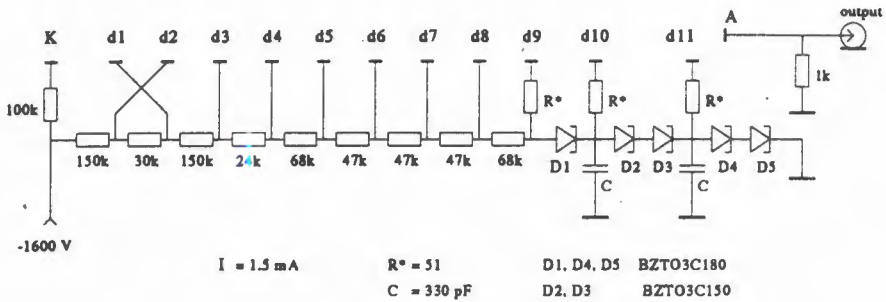 output
K d1 d2 d3 d4 d5 d6 d7 d8 d9 d10 d11 A
100k R* R* R* 1k
150k 30k 150k 24k 68k 47k 47k 47k 68k D1 D2 D3 D4 D5
C C
-1600 V
I = 1.5 mA R* = 51 D1, D4, D5 BZTO3C180
C = 330 pF D2, D3 BZTO3C150